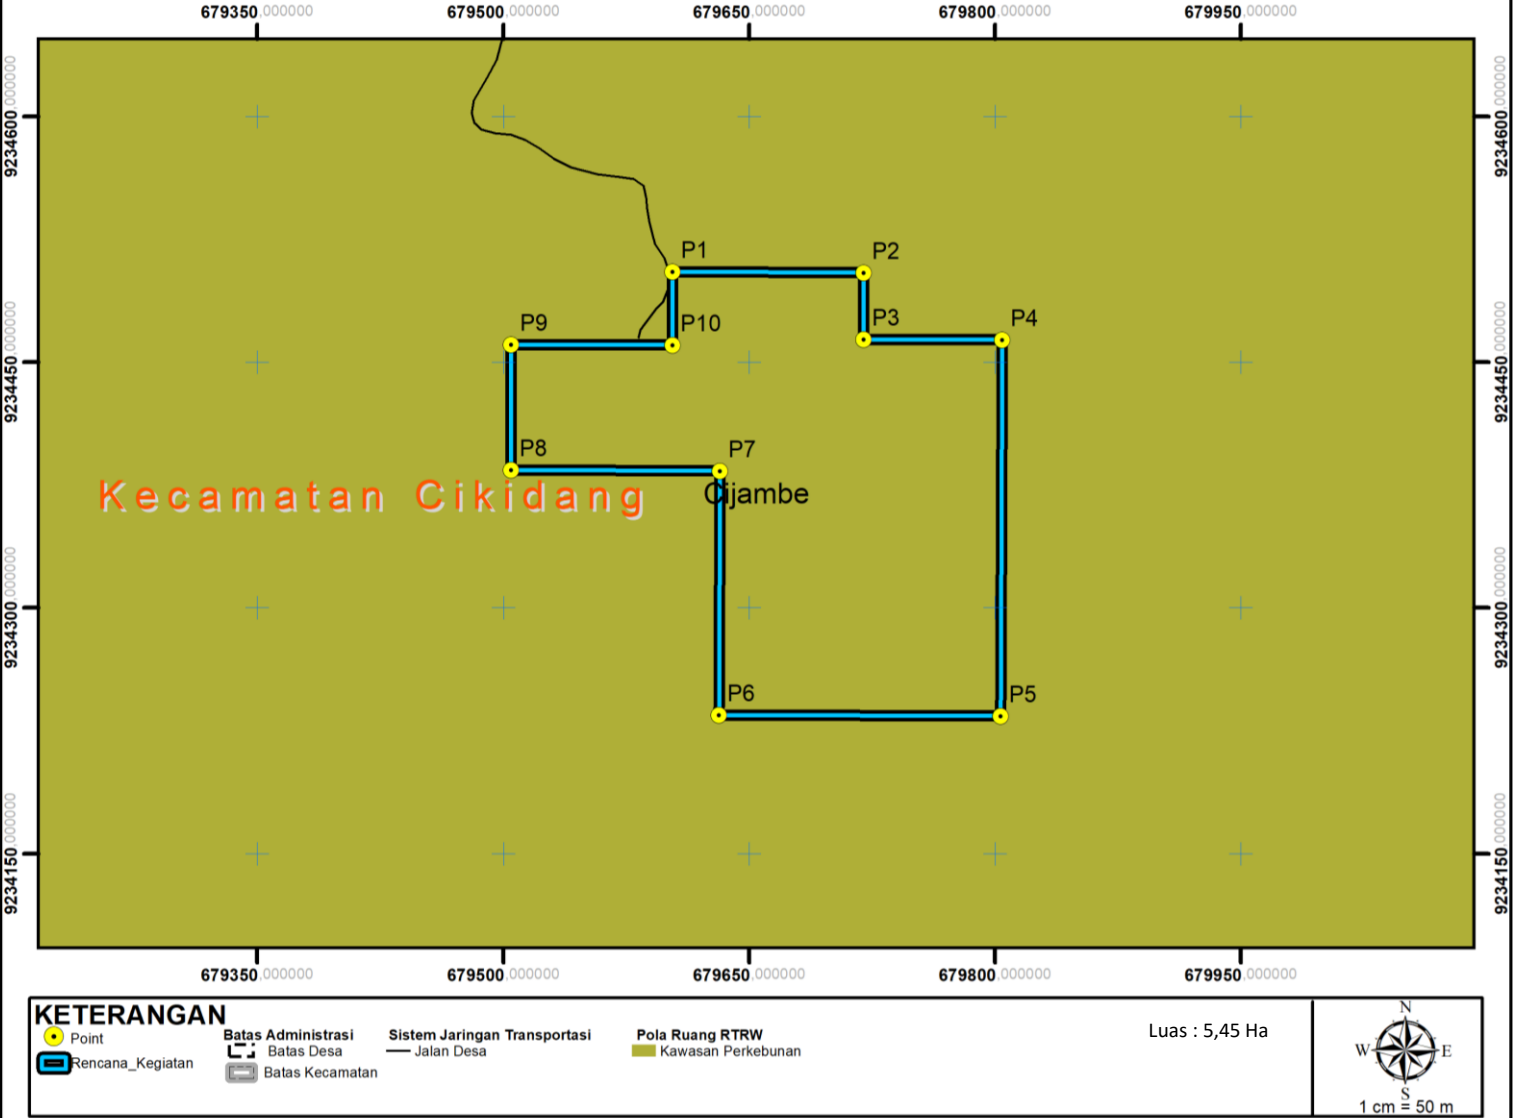 679350,000000 679500,000000 679650,000000 679800,000000 679950,000000
9234600,000000 9234600,000000
P1 P2
P9 P10 P3 P4
9234450,000000 9234450,000000
P8 P7
Kecamatan Cikidang Cijambe
9234300,000000 9234300,000000
P6 P5
9234150,000000 9234150,000000
679350,000000 679500,000000 679650,000000 679800,000000 679950,000000
KETERANGAN
Point
Rencana_Kegiatan
Batas Administrasi
Batas Desa
Batas Kecamatan
Sistem Jaringan Transportasi
Jalan Desa
Pola Ruang RTRW
Kawasan Perkebunan
Luas : 5,45 Ha
N
W E
S
1 cm = 50 m